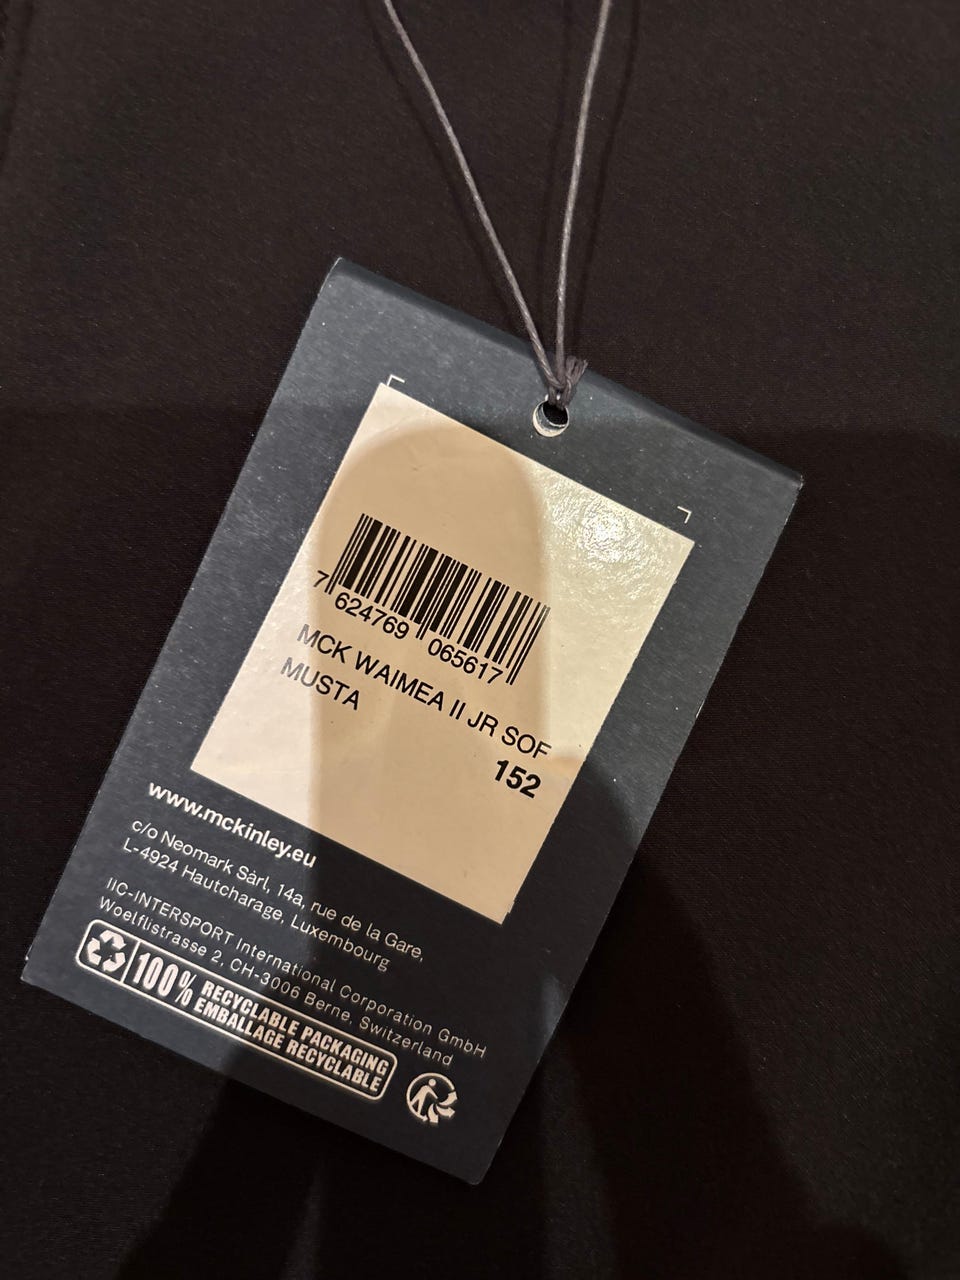 7 624769 065617
MCK WAIMEA II JR SOF
MUSTA
152
www.mckinley.eu
c/o Neomark Sàrl, 14a, rue de la Gare,
L-4924 Hautcharage, Luxembourg
IIC-INTERSPORT International Corporation GmbH
Woelflistrasse 2, CH-3006 Berne, Switzerland
100% RECYCLABLE PACKAGING
EMBALLAGE RECYCLABLE